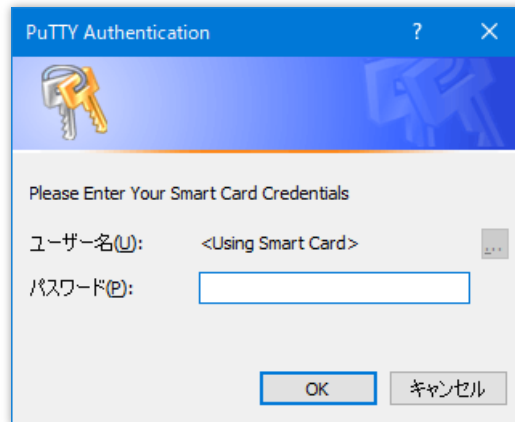 PuTTY Authentication
Please Enter Your Smart Card Credentials
ユーザー名(U): <Using Smart Card> ...
パスワード(P):
OK キャンセル